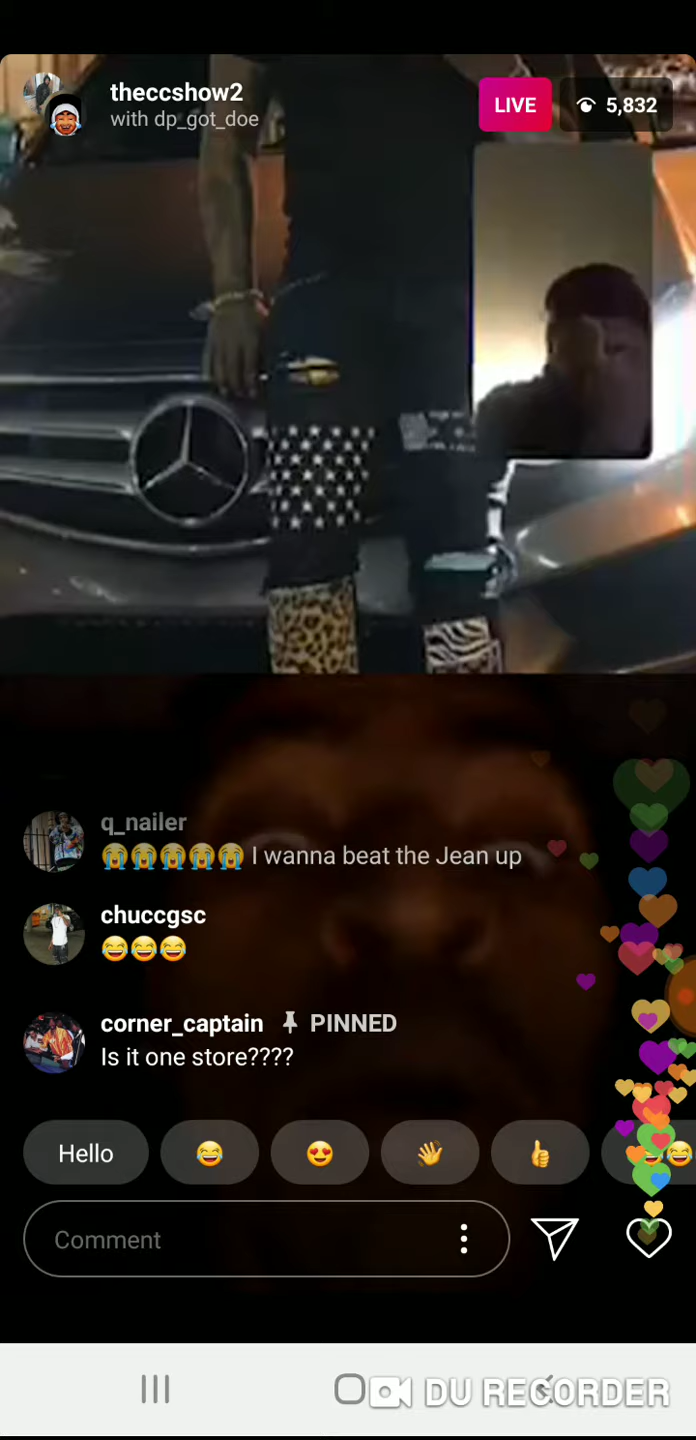 theccshow2
with dp_got_doe
LIVE
5,832
q_nailer
😭😭😭😭😭 I wanna beat the Jean up
chuccgsc
😂😂😂
corner_captain PINNED
Is it one store????
Hello
Comment
DU RECORDER